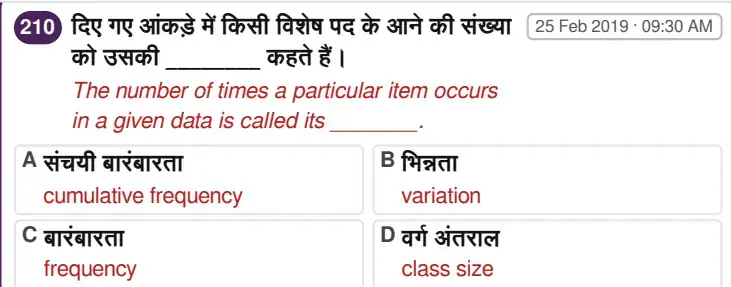 210 दिए गए आंकड़े में किसी विशेष पद के आने की संख्या 25 Feb 2019 · 09:30 AM
को उसकी ________ कहते हैं।
The number of times a particular item occurs
in a given data is called its ________.
A संचयी बारंबारता
cumulative frequency
B भिन्नता
variation
C बारंबारता
frequency
D वर्ग अंतराल
class size